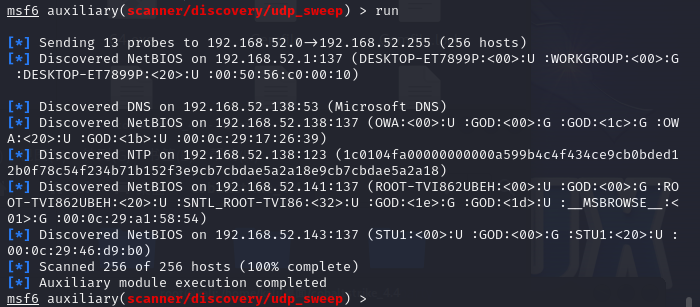 msf6 auxiliary(scanner/discovery/udp_sweep) > run
[*] Sending 13 probes to 192.168.52.0->192.168.52.255 (256 hosts)
[*] Discovered NetBIOS on 192.168.52.1:137 (DESKTOP-ET7899P:<00>:U :WORKGROUP:<00>:G
:DESKTOP-ET7899P:<20>:U :00:50:56:c0:00:10)
[*] Discovered DNS on 192.168.52.138:53 (Microsoft DNS)
[*] Discovered NetBIOS on 192.168.52.138:137 (OWA:<00>:U :GOD:<00>:G :GOD:<1c>:G :OW
A:<20>:U :GOD:<1b>:U :00:0c:29:17:26:39)
[*] Discovered NTP on 192.168.52.138:123 (1c0104fa00000000000a599b4c4f434ce9cb0bded1
2b0f78c54f234b71b152f3e9cb7cbdae5a2a18e9cb7cbdae5a2a18)
[*] Discovered NetBIOS on 192.168.52.141:137 (ROOT-TVI862UBEH:<00>:U :GOD:<00>:G :RO
OT-TVI862UBEH:<20>:U :SNTL_ROOT-TVI86:<32>:U :GOD:<1e>:G :GOD:<1d>:U :__MSBROWSE__:<
01>:G :00:0c:29:a1:58:54)
[*] Discovered NetBIOS on 192.168.52.143:137 (STU1:<00>:U :GOD:<00>:G :STU1:<20>:U :
00:0c:29:46:d9:b0)
[*] Scanned 256 of 256 hosts (100% complete)
[*] Auxiliary module execution completed
msf6 auxiliary(scanner/discovery/udp_sweep) >